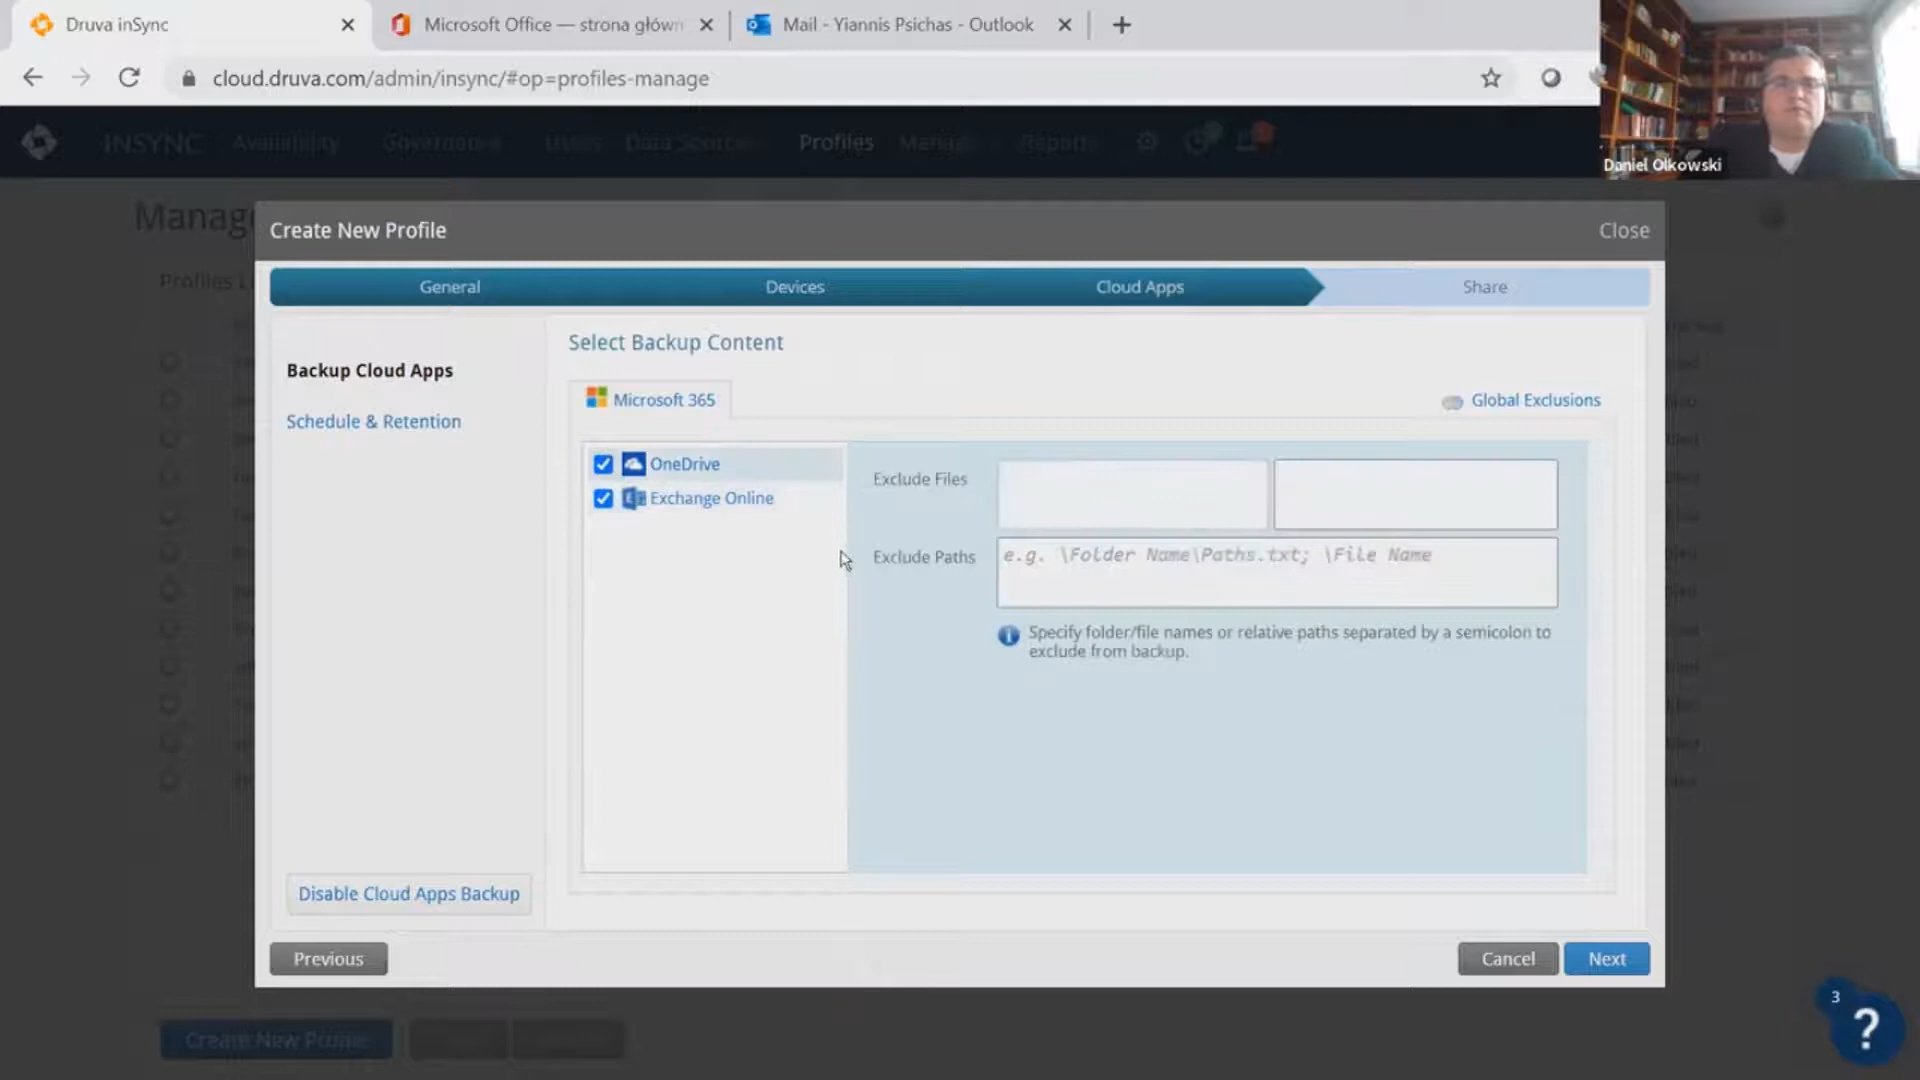 Druva inSync
Microsoft Office — strona główn
Mail - Yiannis Psichas - Outlook
cloud.druva.com/admin/insync/#op=profiles-manage
INSYNC Availability Governance Users Data Sources Profiles Manage Reports
Daniel Olkowski
Manage
Profiles Li
Create New Profile
Close
General
Devices
Cloud Apps
Share
Backup Cloud Apps
Schedule & Retention
Select Backup Content
Microsoft 365
Global Exclusions
OneDrive
Exchange Online
Exclude Files
Exclude Paths
e.g. \Folder Name\Paths.txt; \File Name
Specify folder/file names or relative paths separated by a semicolon to
exclude from backup.
Disable Cloud Apps Backup
Previous
Cancel
Next
Create New Profile
3
?